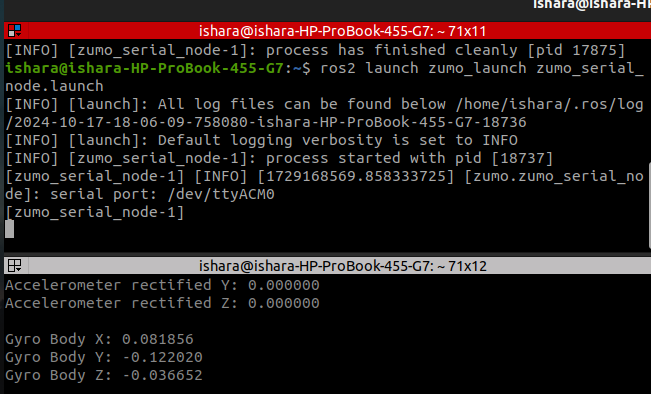 ishara@ishara-HP-ProBook-455-G7: ~ 71x11
[INFO] [zumo_serial_node-1]: process has finished cleanly [pid 17875]
ishara@ishara-HP-ProBook-455-G7:~$ ros2 launch zumo_launch zumo_serial_
node.launch
[INFO] [launch]: All log files can be found below /home/ishara/.ros/log
/2024-10-17-18-06-09-758080-ishara-HP-ProBook-455-G7-18736
[INFO] [launch]: Default logging verbosity is set to INFO
[INFO] [zumo_serial_node-1]: process started with pid [18737]
[zumo_serial_node-1] [INFO] [1729168569.858333725] [zumo.zumo_serial_no
de]: serial port: /dev/ttyACM0
[zumo_serial_node-1]
ishara@ishara-HP-ProBook-455-G7: ~ 71x12
Accelerometer rectified Y: 0.000000
Accelerometer rectified Z: 0.000000
Gyro Body X: 0.081856
Gyro Body Y: -0.122020
Gyro Body Z: -0.036652